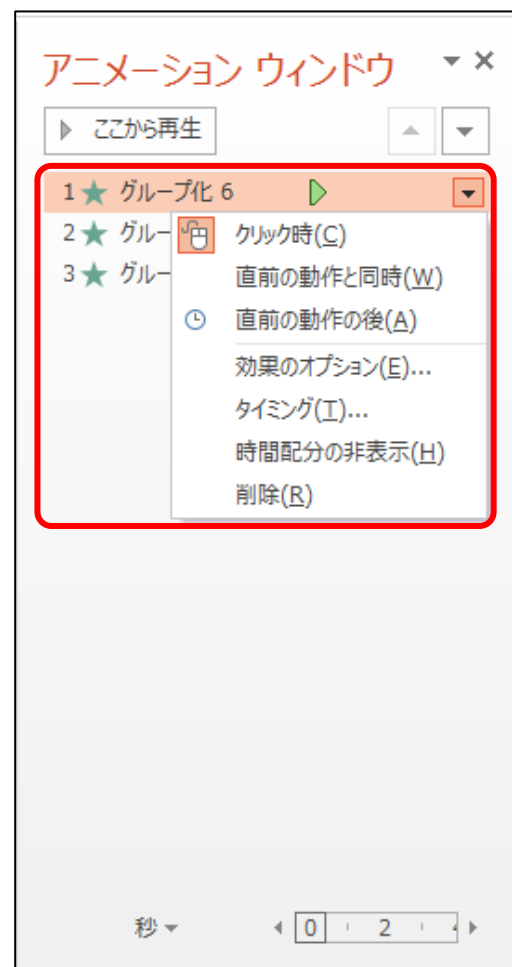 アニメーション ウィンドウ
ここから再生
1 グループ化 6
2 グルー
3 グルー
クリック時(C)
直前の動作と同時(W)
直前の動作の後(A)
効果のオプション(E)...
タイミング(T)...
時間配分の非表示(H)
削除(R)
秒 0 2